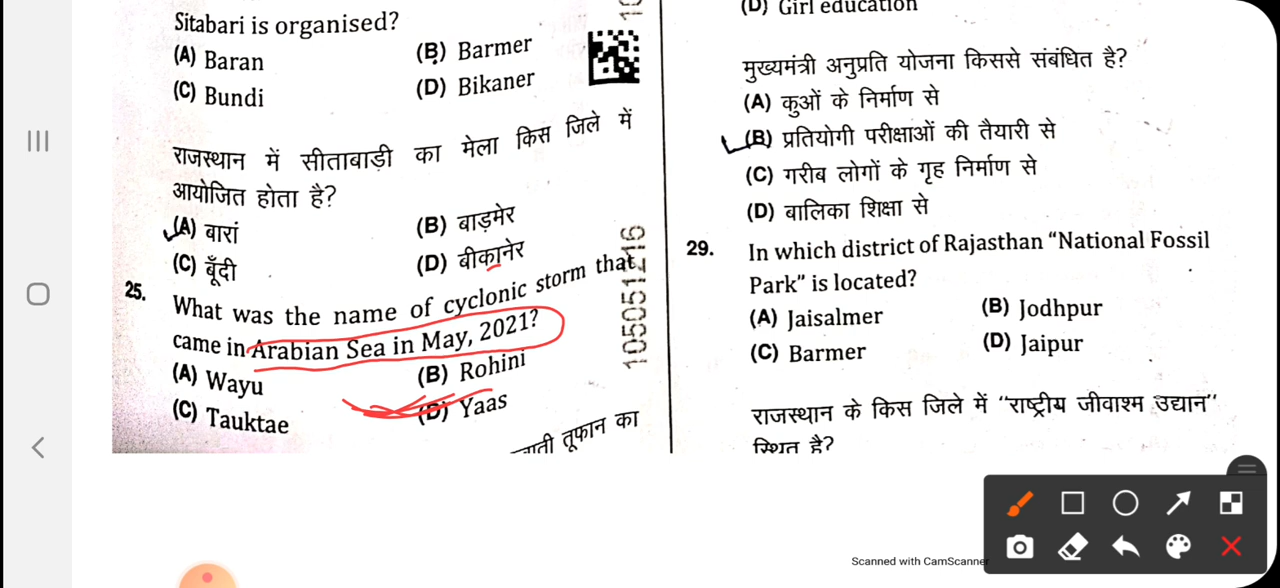 Sitabari is organised?
(A) Baran
(B) Barmer
(C) Bundi
(D) Bikaner
राजस्थान में सीताबाड़ी का मेला किस जिले में
आयोजित होता है?
(A) बारां
(B) बाड़मेर
(C) बूँदी
(D) बीकानेर
25. What was the name of cyclonic storm that
came in Arabian Sea in May, 2021?
(A) Wayu
(B) Rohini
(C) Tauktae
(D) Yaas
तूफान का
105051216
(D) Girl education
मुख्यमंत्री अनुप्रति योजना किससे संबंधित है?
(A) कुओं के निर्माण से
(B) प्रतियोगी परीक्षाओं की तैयारी से
(C) गरीब लोगों के गृह निर्माण से
(D) बालिका शिक्षा से
29. In which district of Rajasthan “National Fossil
Park” is located?
(A) Jaisalmer
(B) Jodhpur
(C) Barmer
(D) Jaipur
राजस्थान के किस जिले में “राष्ट्रीय जीवाश्म उद्यान”
स्थित है?
Scanned with CamScanner